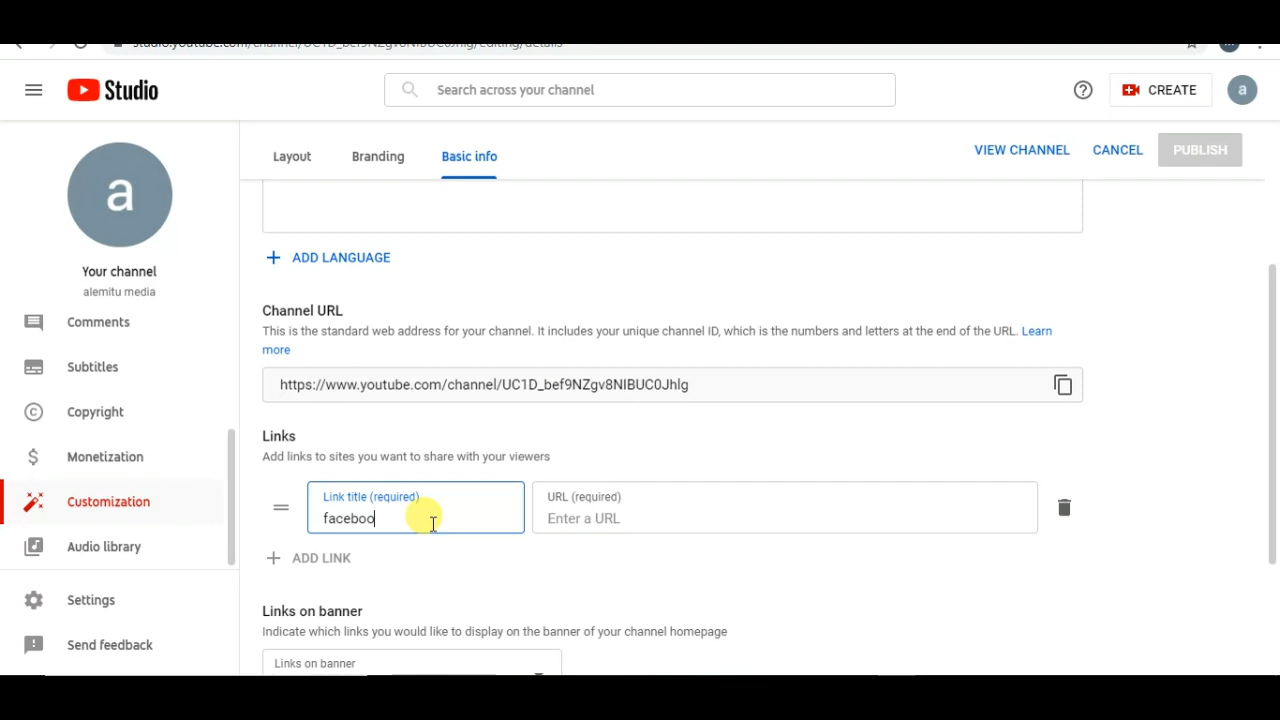 Studio
Search across your channel
CREATE
a
a
Your channel
alemitu media
Comments
Subtitles
Copyright
Monetization
Customization
Audio library
Settings
Send feedback
Layout
Branding
Basic info
VIEW CHANNEL
CANCEL
PUBLISH
ADD LANGUAGE
Channel URL
This is the standard web address for your channel. It includes your unique channel ID, which is the numbers and letters at the end of the URL. Learn
more
https://www.youtube.com/channel/UC1D_bef9NZgv8NIBUC0Jhlg
Links
Add links to sites you want to share with your viewers
Link title (required)
faceboo
URL (required)
Enter a URL
ADD LINK
Links on banner
Indicate which links you would like to display on the banner of your channel homepage
Links on banner